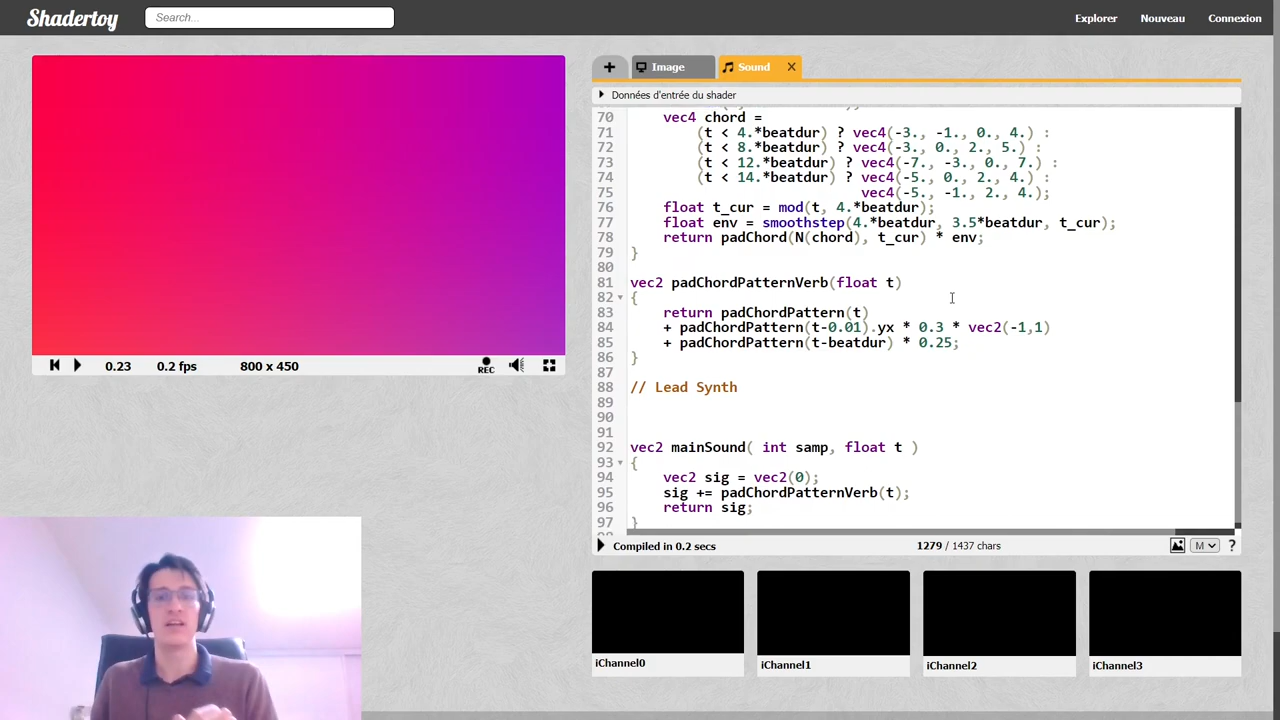 Shadertoy
Search...
Explorer
Nouveau
Connexion
+
Image
Sound
Données d'entrée du shader
70 vec4 chord =
71 (t < 4.*beatdur) ? vec4(-3., -1., 0., 4.) :
72 (t < 8.*beatdur) ? vec4(-3., 0., 2., 5.) :
73 (t < 12.*beatdur) ? vec4(-7., -3., 0., 7.) :
74 (t < 14.*beatdur) ? vec4(-5., 0., 2., 4.) :
75 vec4(-5., -1., 2., 4.);
76 float t_cur = mod(t, 4.*beatdur);
77 float env = smoothstep(4.*beatdur, 3.5*beatdur, t_cur);
78 return padChord(N(chord), t_cur) * env;
79 }
80
81 vec2 padChordPatternVerb(float t)
82 {
83 return padChordPattern(t)
84 + padChordPattern(t-0.01).yx * 0.3 * vec2(-1,1)
85 + padChordPattern(t-beatdur) * 0.25;
86 }
87
88 // Lead Synth
89
90
91
92 vec2 mainSound( int samp, float t )
93 {
94 vec2 sig = vec2(0);
95 sig += padChordPatternVerb(t);
96 return sig;
97 }
0.23
0.2 fps
800 x 450
REC
Compiled in 0.2 secs
1279 / 1437 chars
M
?
iChannel0
iChannel1
iChannel2
iChannel3